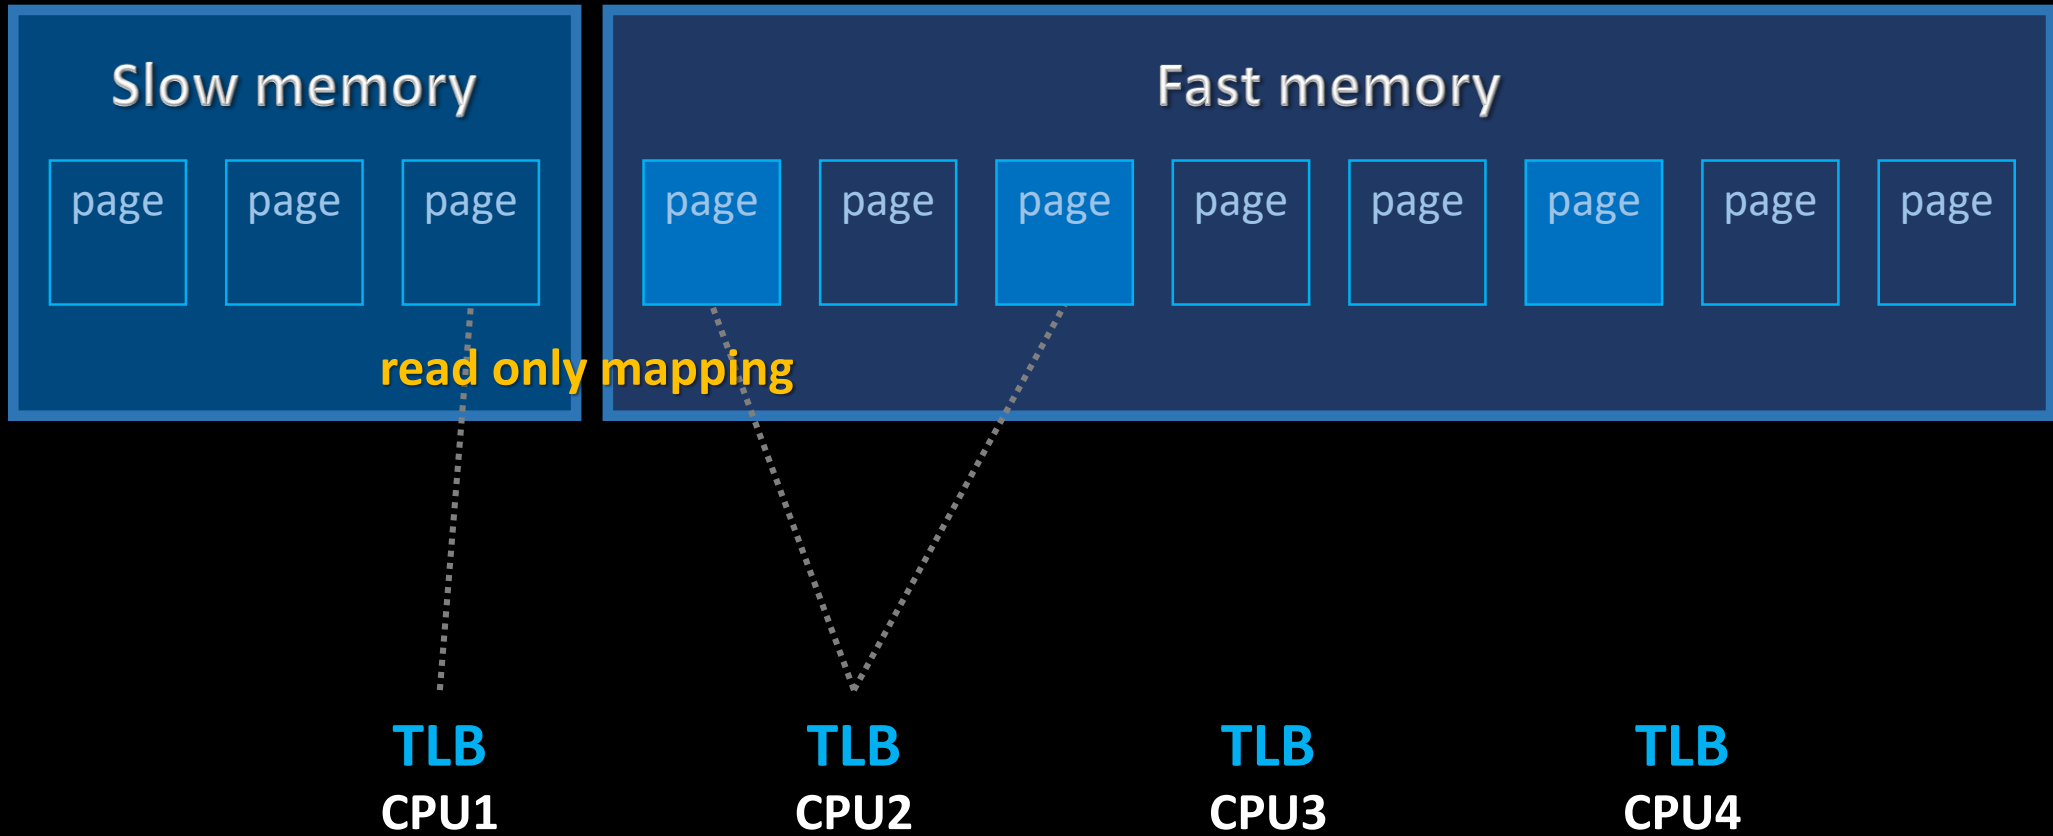 Slow memory
Fast memory
page page page page page page page page page page page
read only mapping
TLB TLB TLB TLB
CPU1 CPU2 CPU3 CPU4